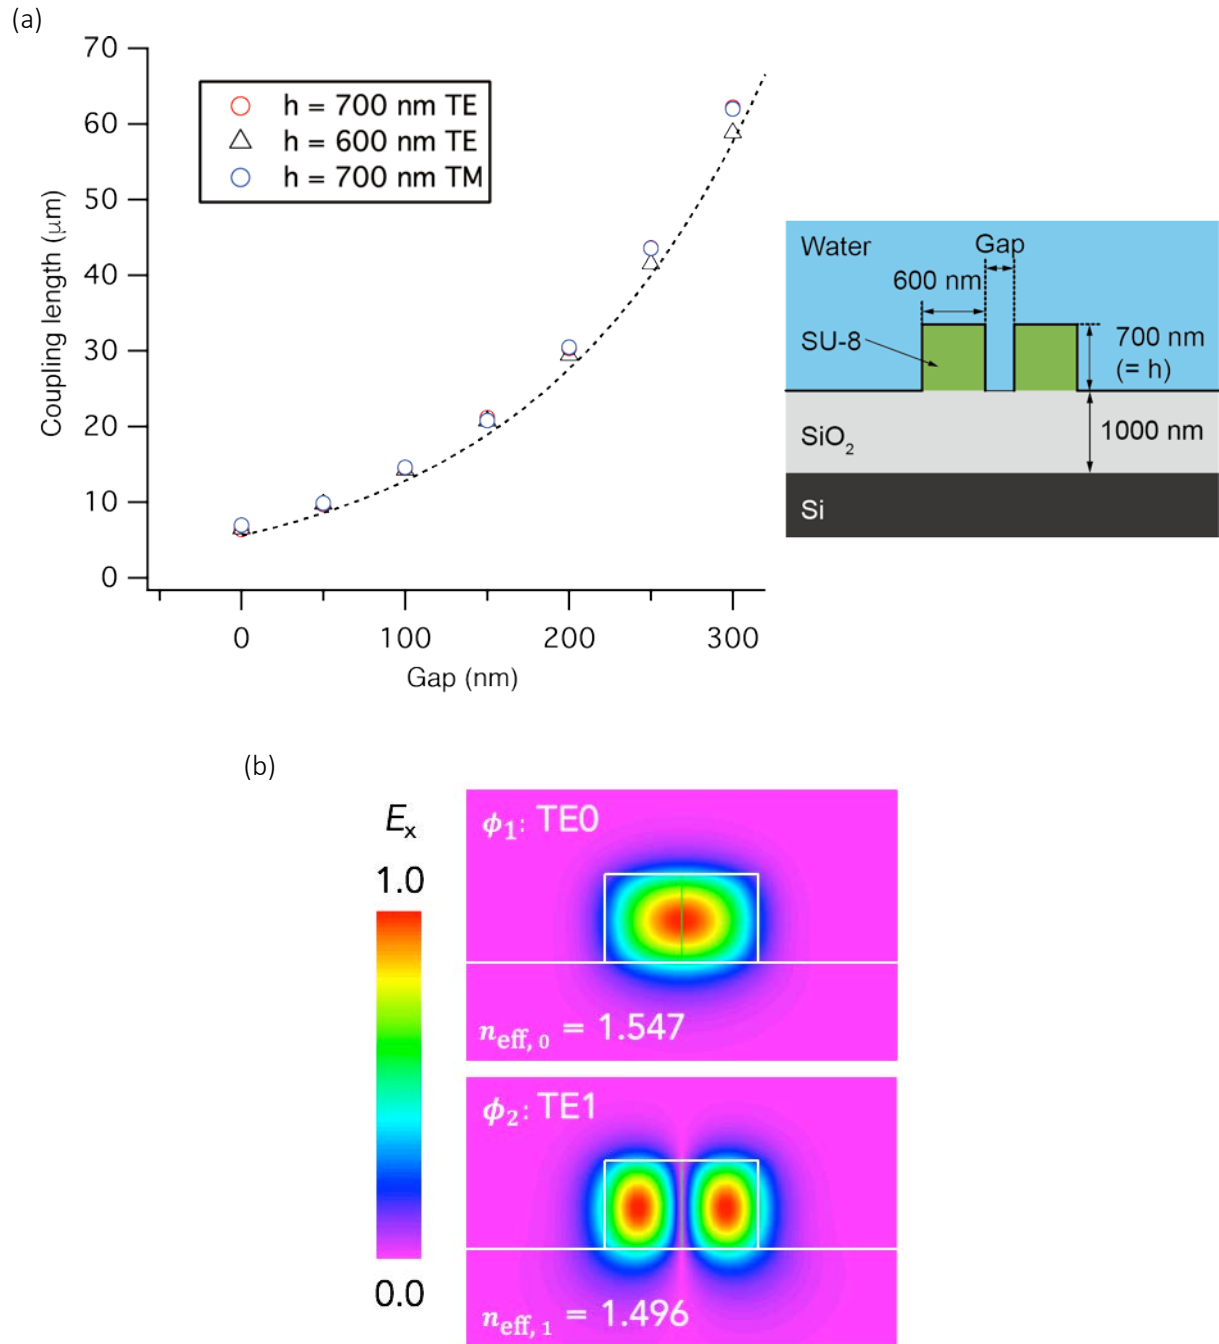 (a)
70
60
50
40
30
20
10
0
Coupling length (μm)
h = 700 nm TE
h = 600 nm TE
h = 700 nm TM
0
100
200
300
Gap (nm)
Water
Gap
600 nm
SU-8
700 nm
(= h)
SiO₂
1000 nm
Si
(b)
Eₓ
1.0
0.0
ϕ₁: TE0
n_eff, 0 = 1.547
ϕ₂: TE1
n_eff, 1 = 1.496